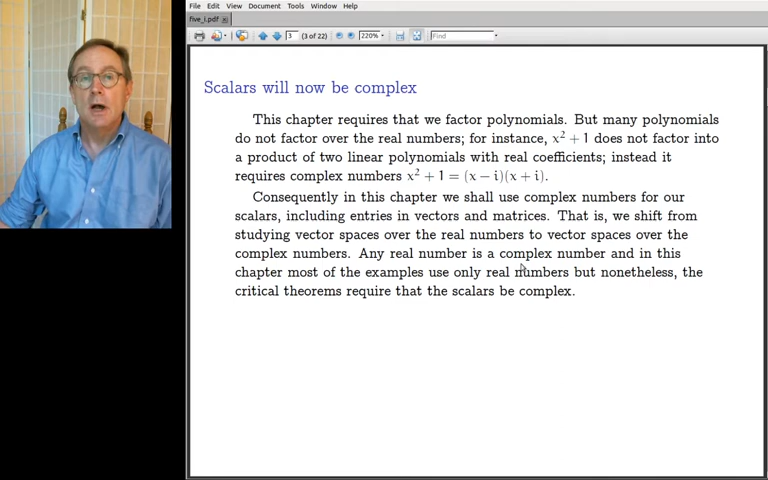 File Edit View Document Tools Window Help
five_i.pdf
3 (3 of 22) 220% Find
Scalars will now be complex
This chapter requires that we factor polynomials. But many polynomials
do not factor over the real numbers; for instance, x² + 1 does not factor into
a product of two linear polynomials with real coefficients; instead it
requires complex numbers x² + 1 = (x − i)(x + i).
Consequently in this chapter we shall use complex numbers for our
scalars, including entries in vectors and matrices. That is, we shift from
studying vector spaces over the real numbers to vector spaces over the
complex numbers. Any real number is a complex number and in this
chapter most of the examples use only real numbers but nonetheless, the
critical theorems require that the scalars be complex.